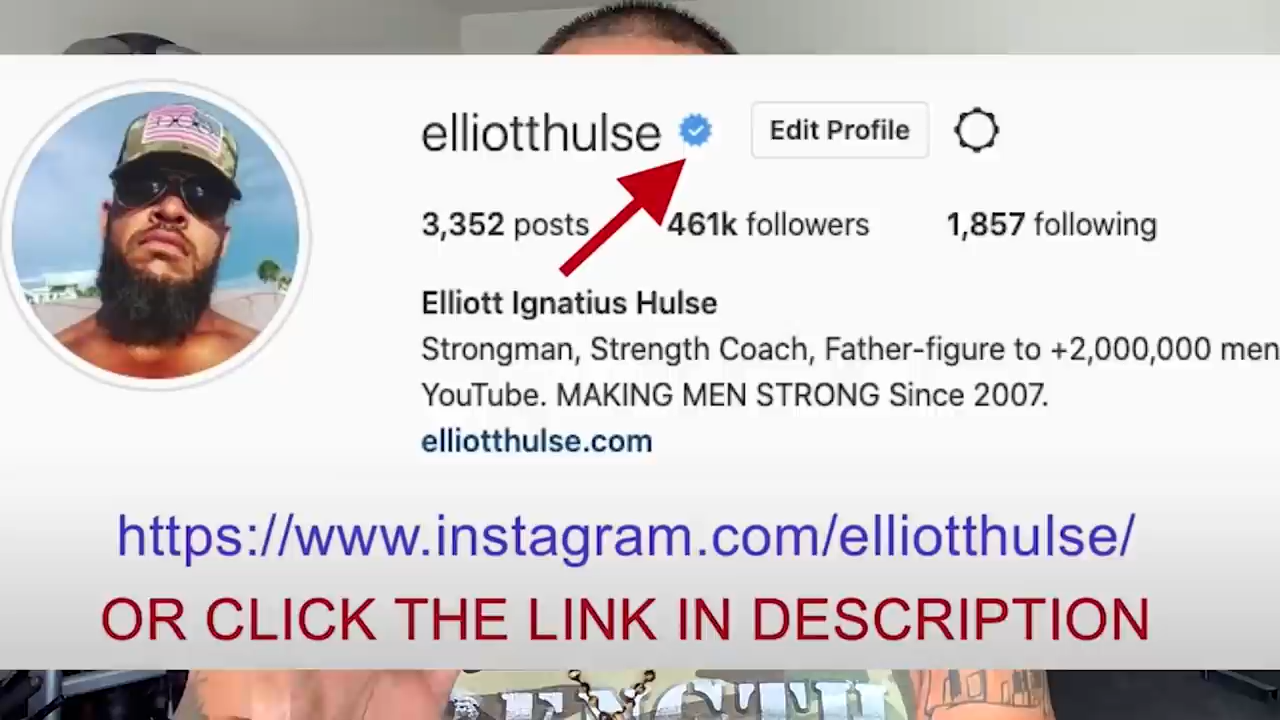 elliotthulse Edit Profile
3,352 posts 461k followers 1,857 following
Elliott Ignatius Hulse
Strongman, Strength Coach, Father-figure to +2,000,000 men
YouTube. MAKING MEN STRONG Since 2007.
elliotthulse.com
https://www.instagram.com/elliotthulse/
OR CLICK THE LINK IN DESCRIPTION